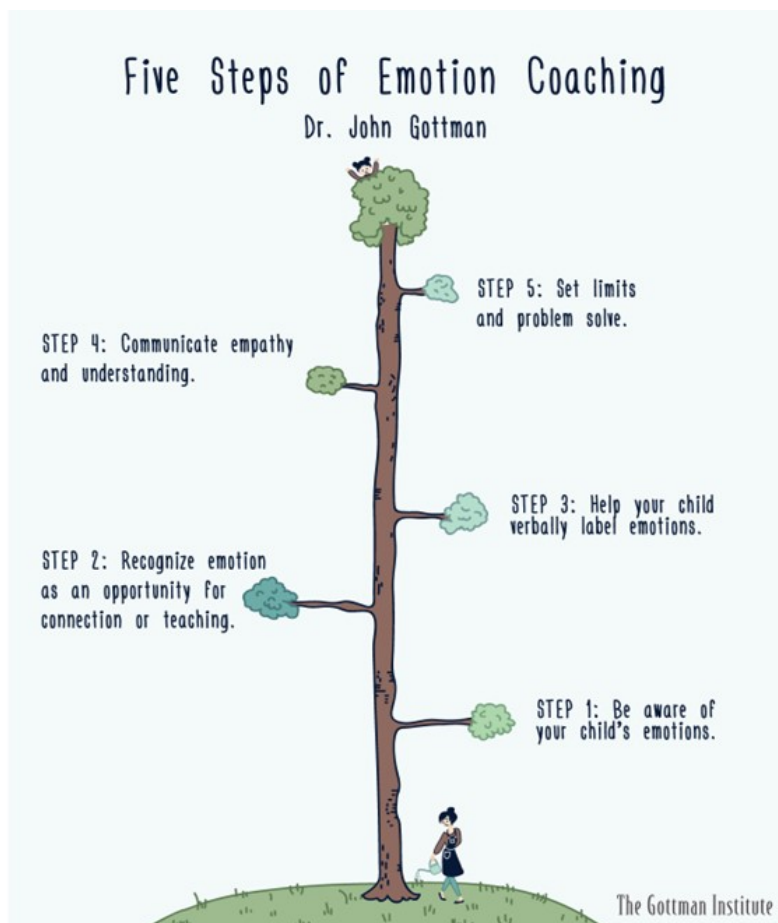 Five Steps of Emotion Coaching
Dr. John Gottman
STEP 5: Set limits
and problem solve.
STEP 4: Communicate empathy
and understanding.
STEP 3: Help your child
verbally label emotions.
STEP 2: Recognize emotion
as an opportunity for
connection or teaching.
STEP 1: Be aware of
your child's emotions.
The Gottman Institute